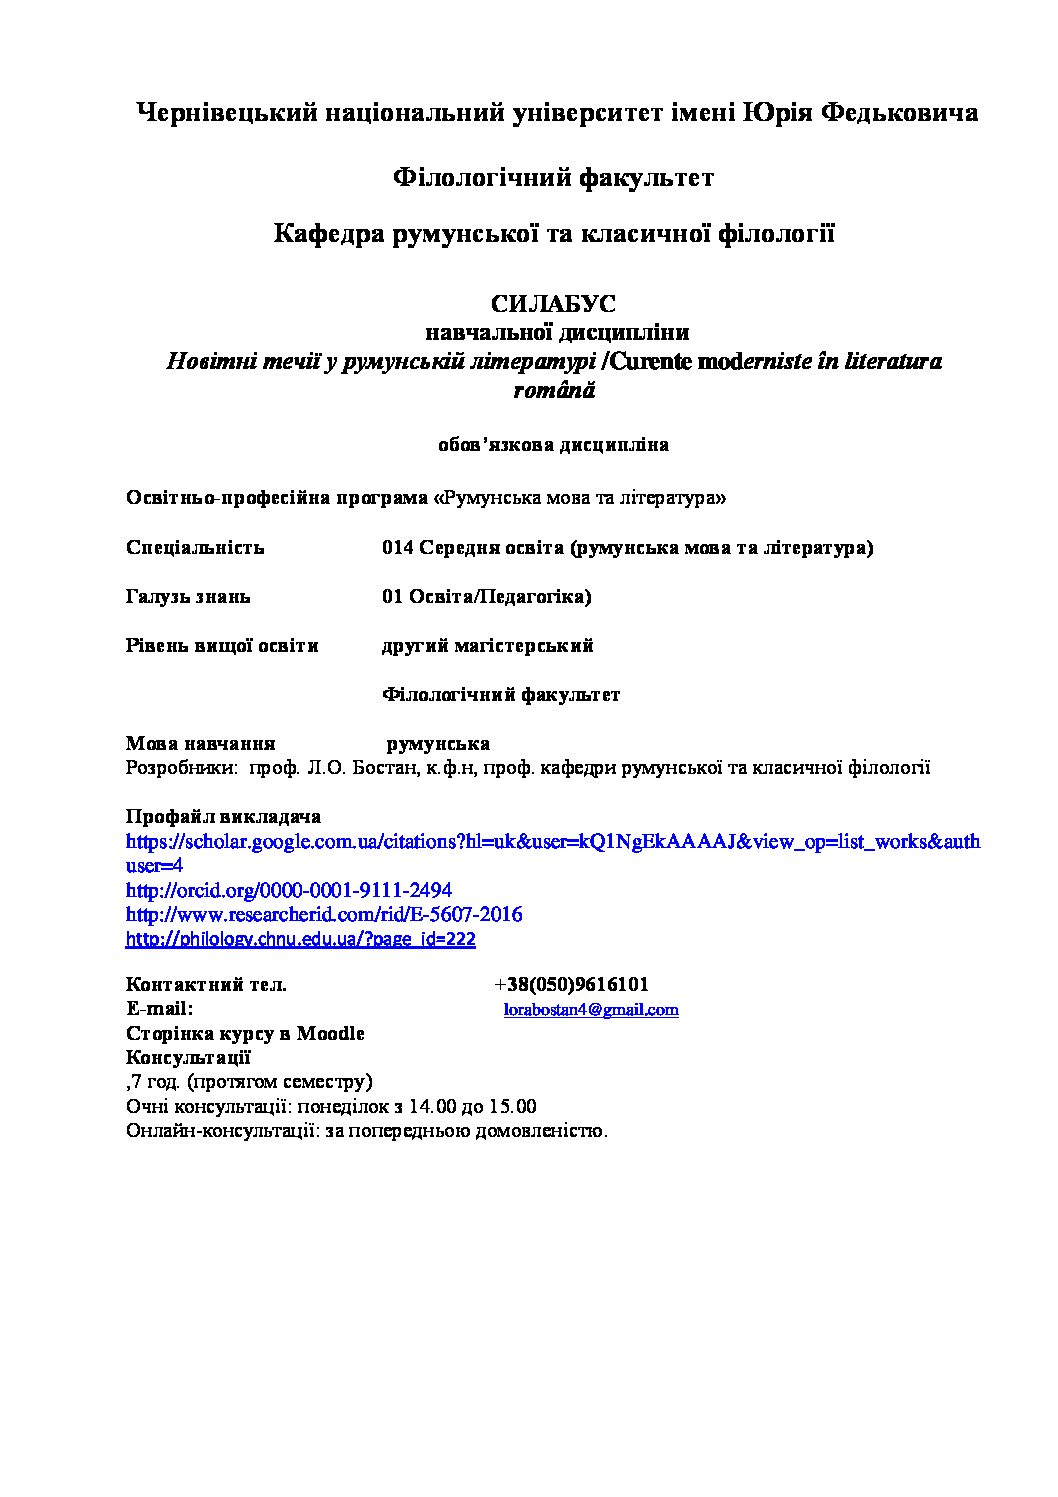 Чернівецький національний університет імені Юрія Федьковича
Філологічний факультет
Кафедра румунської та класичної філології
СИЛАБУС
навчальної дисципліни
Новітні течії у румунській літературі /Curente moderniste în literatura
română
обов’язкова дисципліна
Освітньо-професійна програма «Румунська мова та література»
Спеціальність 014 Середня освіта (румунська мова та література)
Галузь знань 01 Освіта/Педагогіка)
Рівень вищої освіти другий магістерський
Філологічний факультет
Мова навчання румунська
Розробники: проф. Л.О. Бостан, к.ф.н, проф. кафедри румунської та класичної філології
Профайл викладача
https://scholar.google.com.ua/citations?hl=uk&user=kQ1NgEkAAAAJ&view_op=list_works&auth
user=4
http://orcid.org/0000-0001-9111-2494
http://www.researcherid.com/rid/E-5607-2016
http://philology.chnu.edu.ua/?page_id=222
Контактний тел. +38(050)9616101
E-mail: lorabostan4@gmail.com
Сторінка курсу в Moodle
Консультації
,7 год. (протягом семестру)
Очні консультації: понеділок з 14.00 до 15.00
Онлайн-консультації: за попередньою домовленістю.